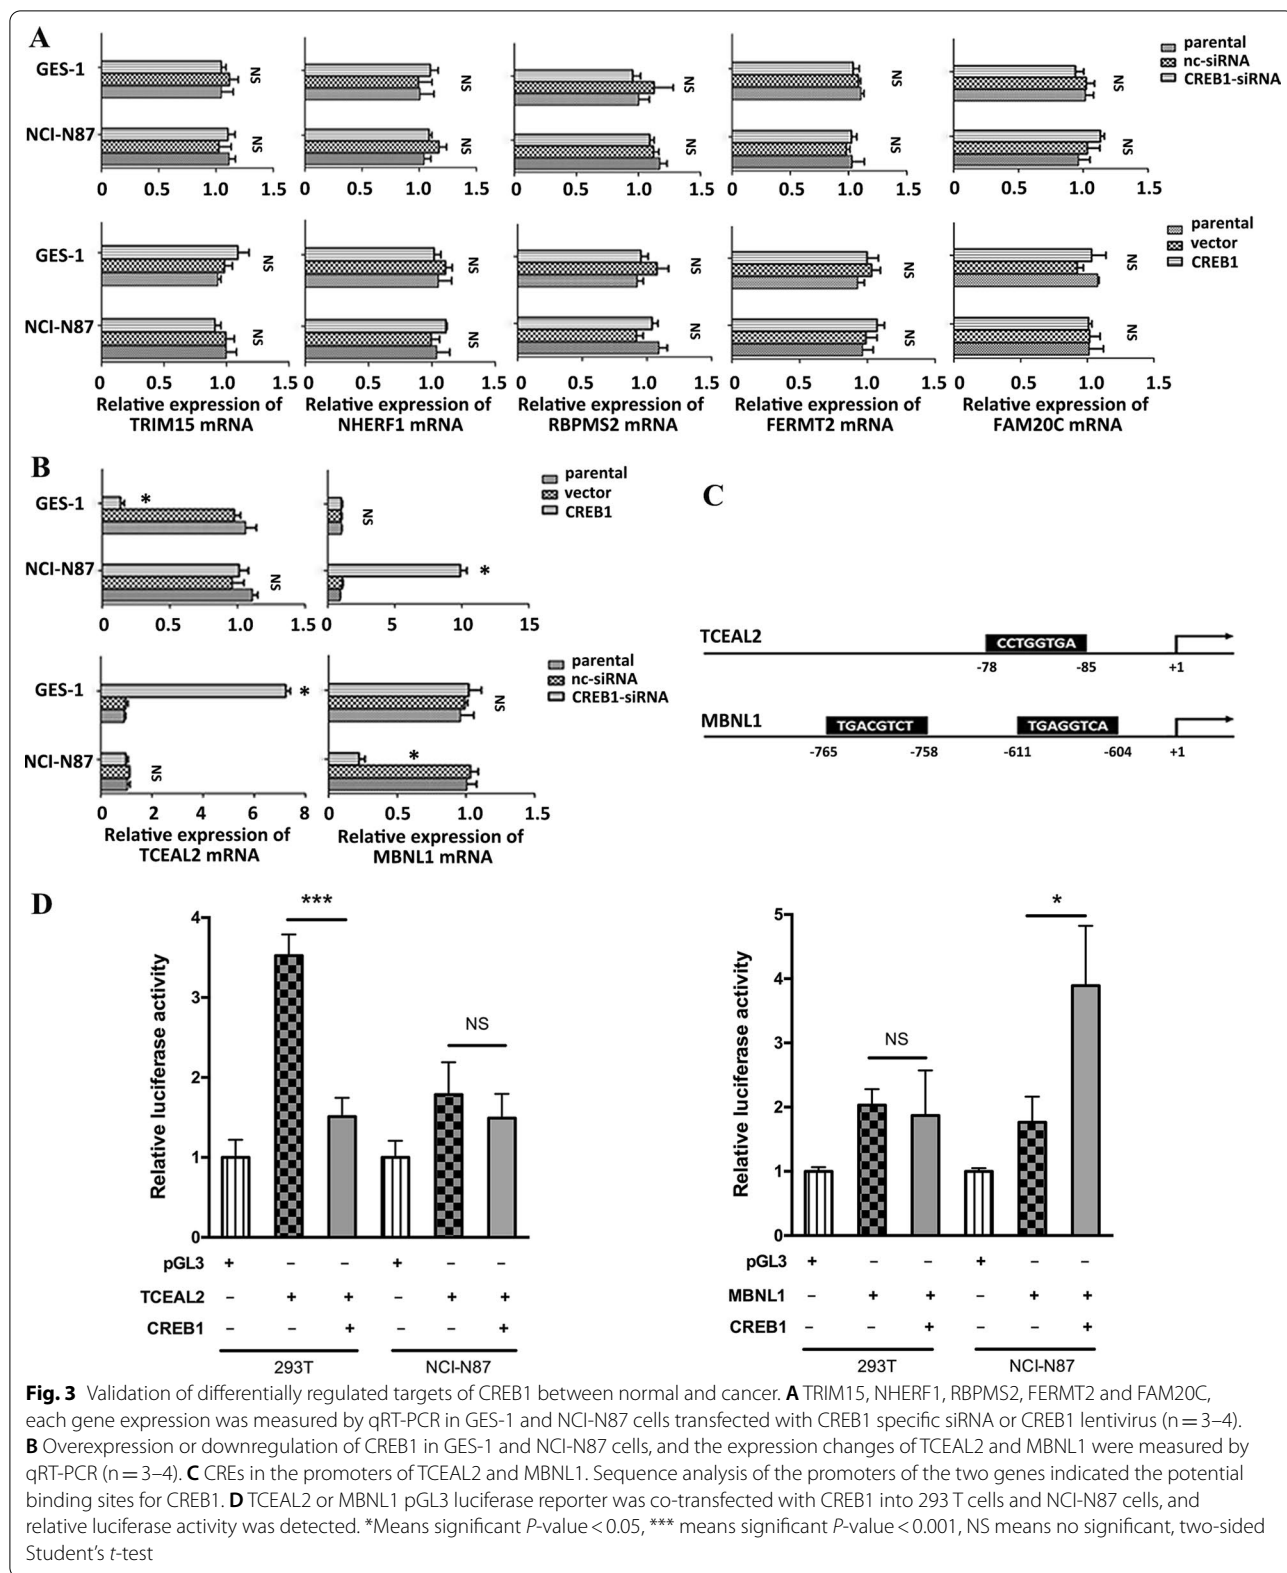 A
parental
nc-siRNA
CREB1-siRNA
GES-1
NS NS NS NS NS
NCI-N87
NS NS NS NS NS
0 0.5 1.0 1.5 0 0.5 1.0 1.5 0 0.5 1.0 1.5 0 0.5 1.0 1.5 0 0.5 1.0 1.5
parental
vector
CREB1
GES-1
NS NS NS NS NS
NCI-N87
NS NS NS NS NS
0 0.5 1.0 1.5 0 0.5 1.0 1.5 0 0.5 1.0 1.5 0 0.5 1.0 1.5 0 0.5 1.0 1.5
Relative expression of Relative expression of Relative expression of Relative expression of Relative expression of
TRIM15 mRNA NHERF1 mRNA RBPMS2 mRNA FERMT2 mRNA FAM20C mRNA
B
parental
vector
CREB1
GES-1
* NS
NCI-N87
NS *
0 0.5 1.0 1.5 0 5 10 15
parental
nc-siRNA
CREB1-siRNA
GES-1
* NS
NCI-N87
NS *
0 2 4 6 8 0 0.5 1.0 1.5
Relative expression of Relative expression of
TCEAL2 mRNA MBNL1 mRNA
C
TCEAL2 CCTGGTGA
-78 -85 +1
MBNL1 TGACGTCT TGAGGTCA
-765 -758 -611 -604 +1
D
Relative luciferase activity
4
3
2
1
0
***
NS
pGL3 + – – + – –
TCEAL2 – + + – + +
CREB1 – – + – – +
293T NCI-N87
Relative luciferase activity
5
4
3
2
1
0
NS
*
pGL3 + – – + – –
MBNL1 – + + – + +
CREB1 – – + – – +
293T NCI-N87
Fig. 3 Validation of differentially regulated targets of CREB1 between normal and cancer. A TRIM15, NHERF1, RBPMS2, FERMT2 and FAM20C,
each gene expression was measured by qRT-PCR in GES-1 and NCI-N87 cells transfected with CREB1 specific siRNA or CREB1 lentivirus (n = 3–4).
B Overexpression or downregulation of CREB1 in GES-1 and NCI-N87 cells, and the expression changes of TCEAL2 and MBNL1 were measured by
qRT-PCR (n = 3–4). C CREs in the promoters of TCEAL2 and MBNL1. Sequence analysis of the promoters of the two genes indicated the potential
binding sites for CREB1. D TCEAL2 or MBNL1 pGL3 luciferase reporter was co-transfected with CREB1 into 293 T cells and NCI-N87 cells, and
relative luciferase activity was detected. *Means significant P-value < 0.05, *** means significant P-value < 0.001, NS means no significant, two-sided
Student's t-test